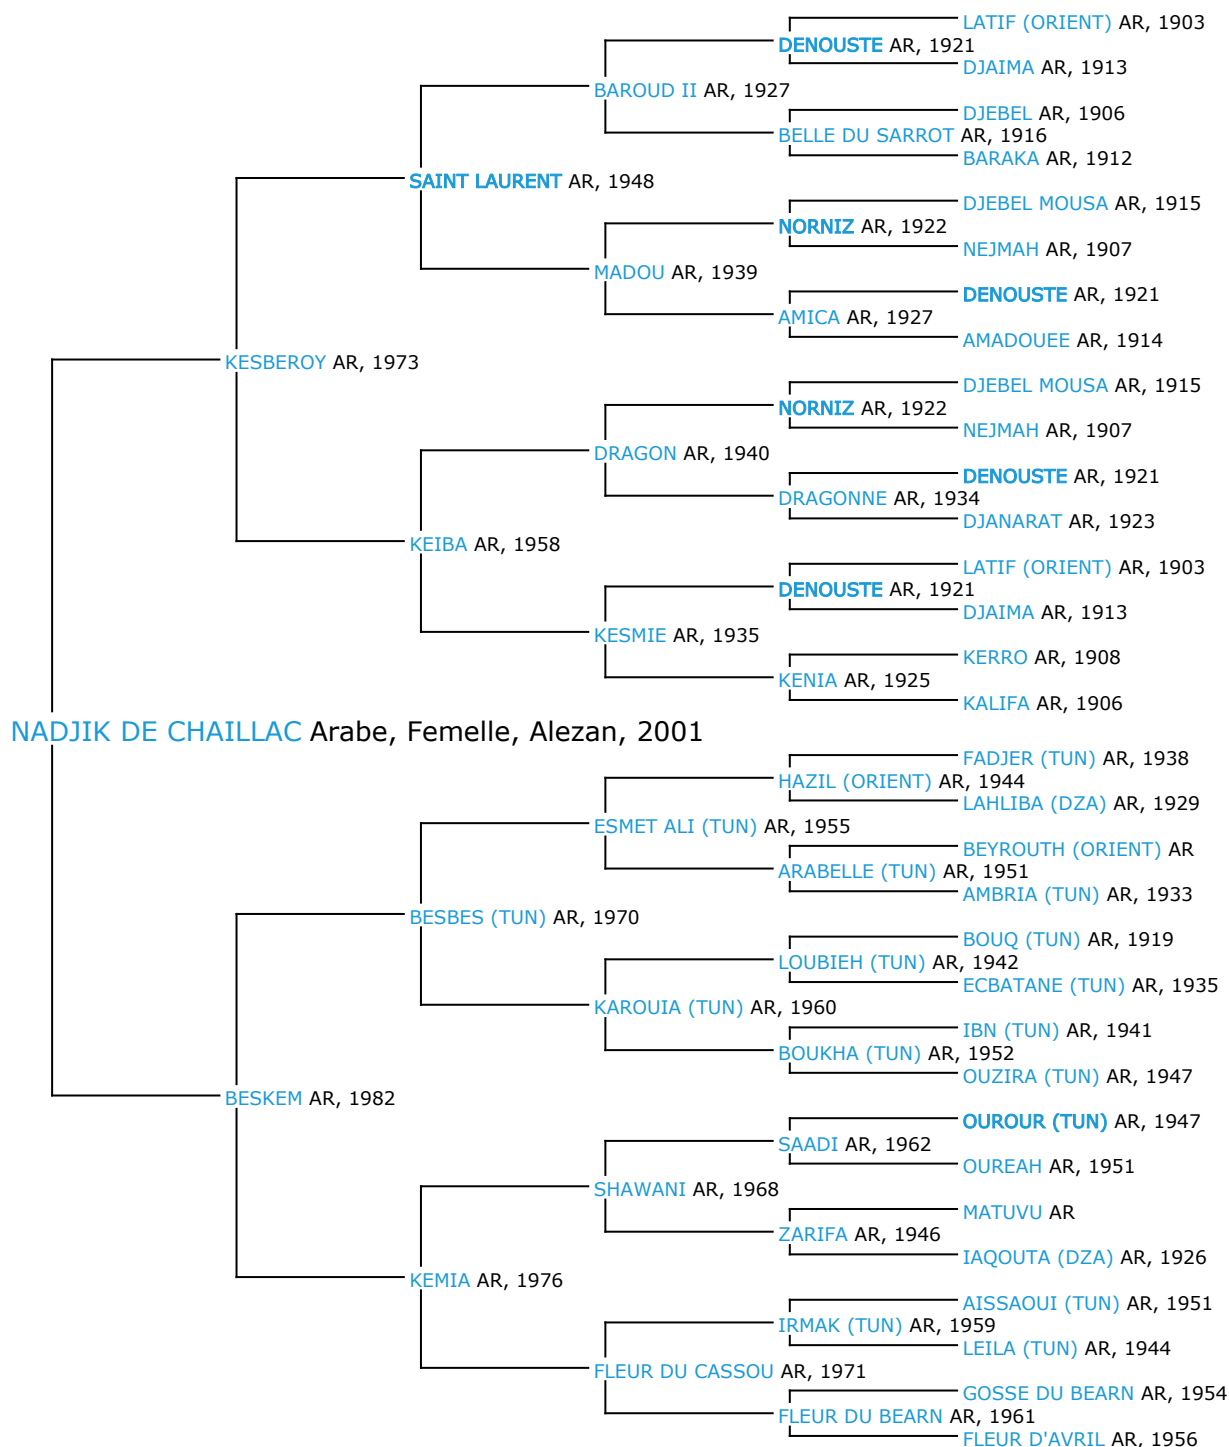 LATIF (ORIENT) AR, 1903
DENOUSTE AR, 1921
DJAIMA AR, 1913
BAROUD II AR, 1927
DJEBEL AR, 1906
BELLE DU SARROT AR, 1916
BARAKA AR, 1912
SAINT LAURENT AR, 1948
DJEBEL MOUSA AR, 1915
NORNIZ AR, 1922
NEJMAH AR, 1907
MADOU AR, 1939
DENOUSTE AR, 1921
AMICA AR, 1927
AMADOUEE AR, 1914
KESBEROY AR, 1973
DJEBEL MOUSA AR, 1915
NORNIZ AR, 1922
NEJMAH AR, 1907
DRAGON AR, 1940
DENOUSTE AR, 1921
DRAGONNE AR, 1934
DJANARAT AR, 1923
KEIBA AR, 1958
LATIF (ORIENT) AR, 1903
DENOUSTE AR, 1921
DJAIMA AR, 1913
KESMIE AR, 1935
KERRO AR, 1908
KENIA AR, 1925
KALIFA AR, 1906
NADJIK DE CHAILLAC Arabe, Femelle, Alezan, 2001
FADJER (TUN) AR, 1938
HAZIL (ORIENT) AR, 1944
LAHLIBA (DZA) AR, 1929
ESMET ALI (TUN) AR, 1955
BEYROUTH (ORIENT) AR
ARABELLE (TUN) AR, 1951
AMBRIA (TUN) AR, 1933
BESBES (TUN) AR, 1970
BOUQ (TUN) AR, 1919
LOUBIEH (TUN) AR, 1942
ECBATANE (TUN) AR, 1935
KAROUIA (TUN) AR, 1960
IBN (TUN) AR, 1941
BOUKHA (TUN) AR, 1952
OUZIRA (TUN) AR, 1947
BESKEM AR, 1982
OUROUR (TUN) AR, 1947
SAADI AR, 1962
OUREAH AR, 1951
SHAWANI AR, 1968
MATUVU AR
ZARIFA AR, 1946
IAQOUTA (DZA) AR, 1926
KEMIA AR, 1976
AISSAOUI (TUN) AR, 1951
IRMAK (TUN) AR, 1959
LEILA (TUN) AR, 1944
FLEUR DU CASSOU AR, 1971
GOSSE DU BEARN AR, 1954
FLEUR DU BEARN AR, 1961
FLEUR D'AVRIL AR, 1956